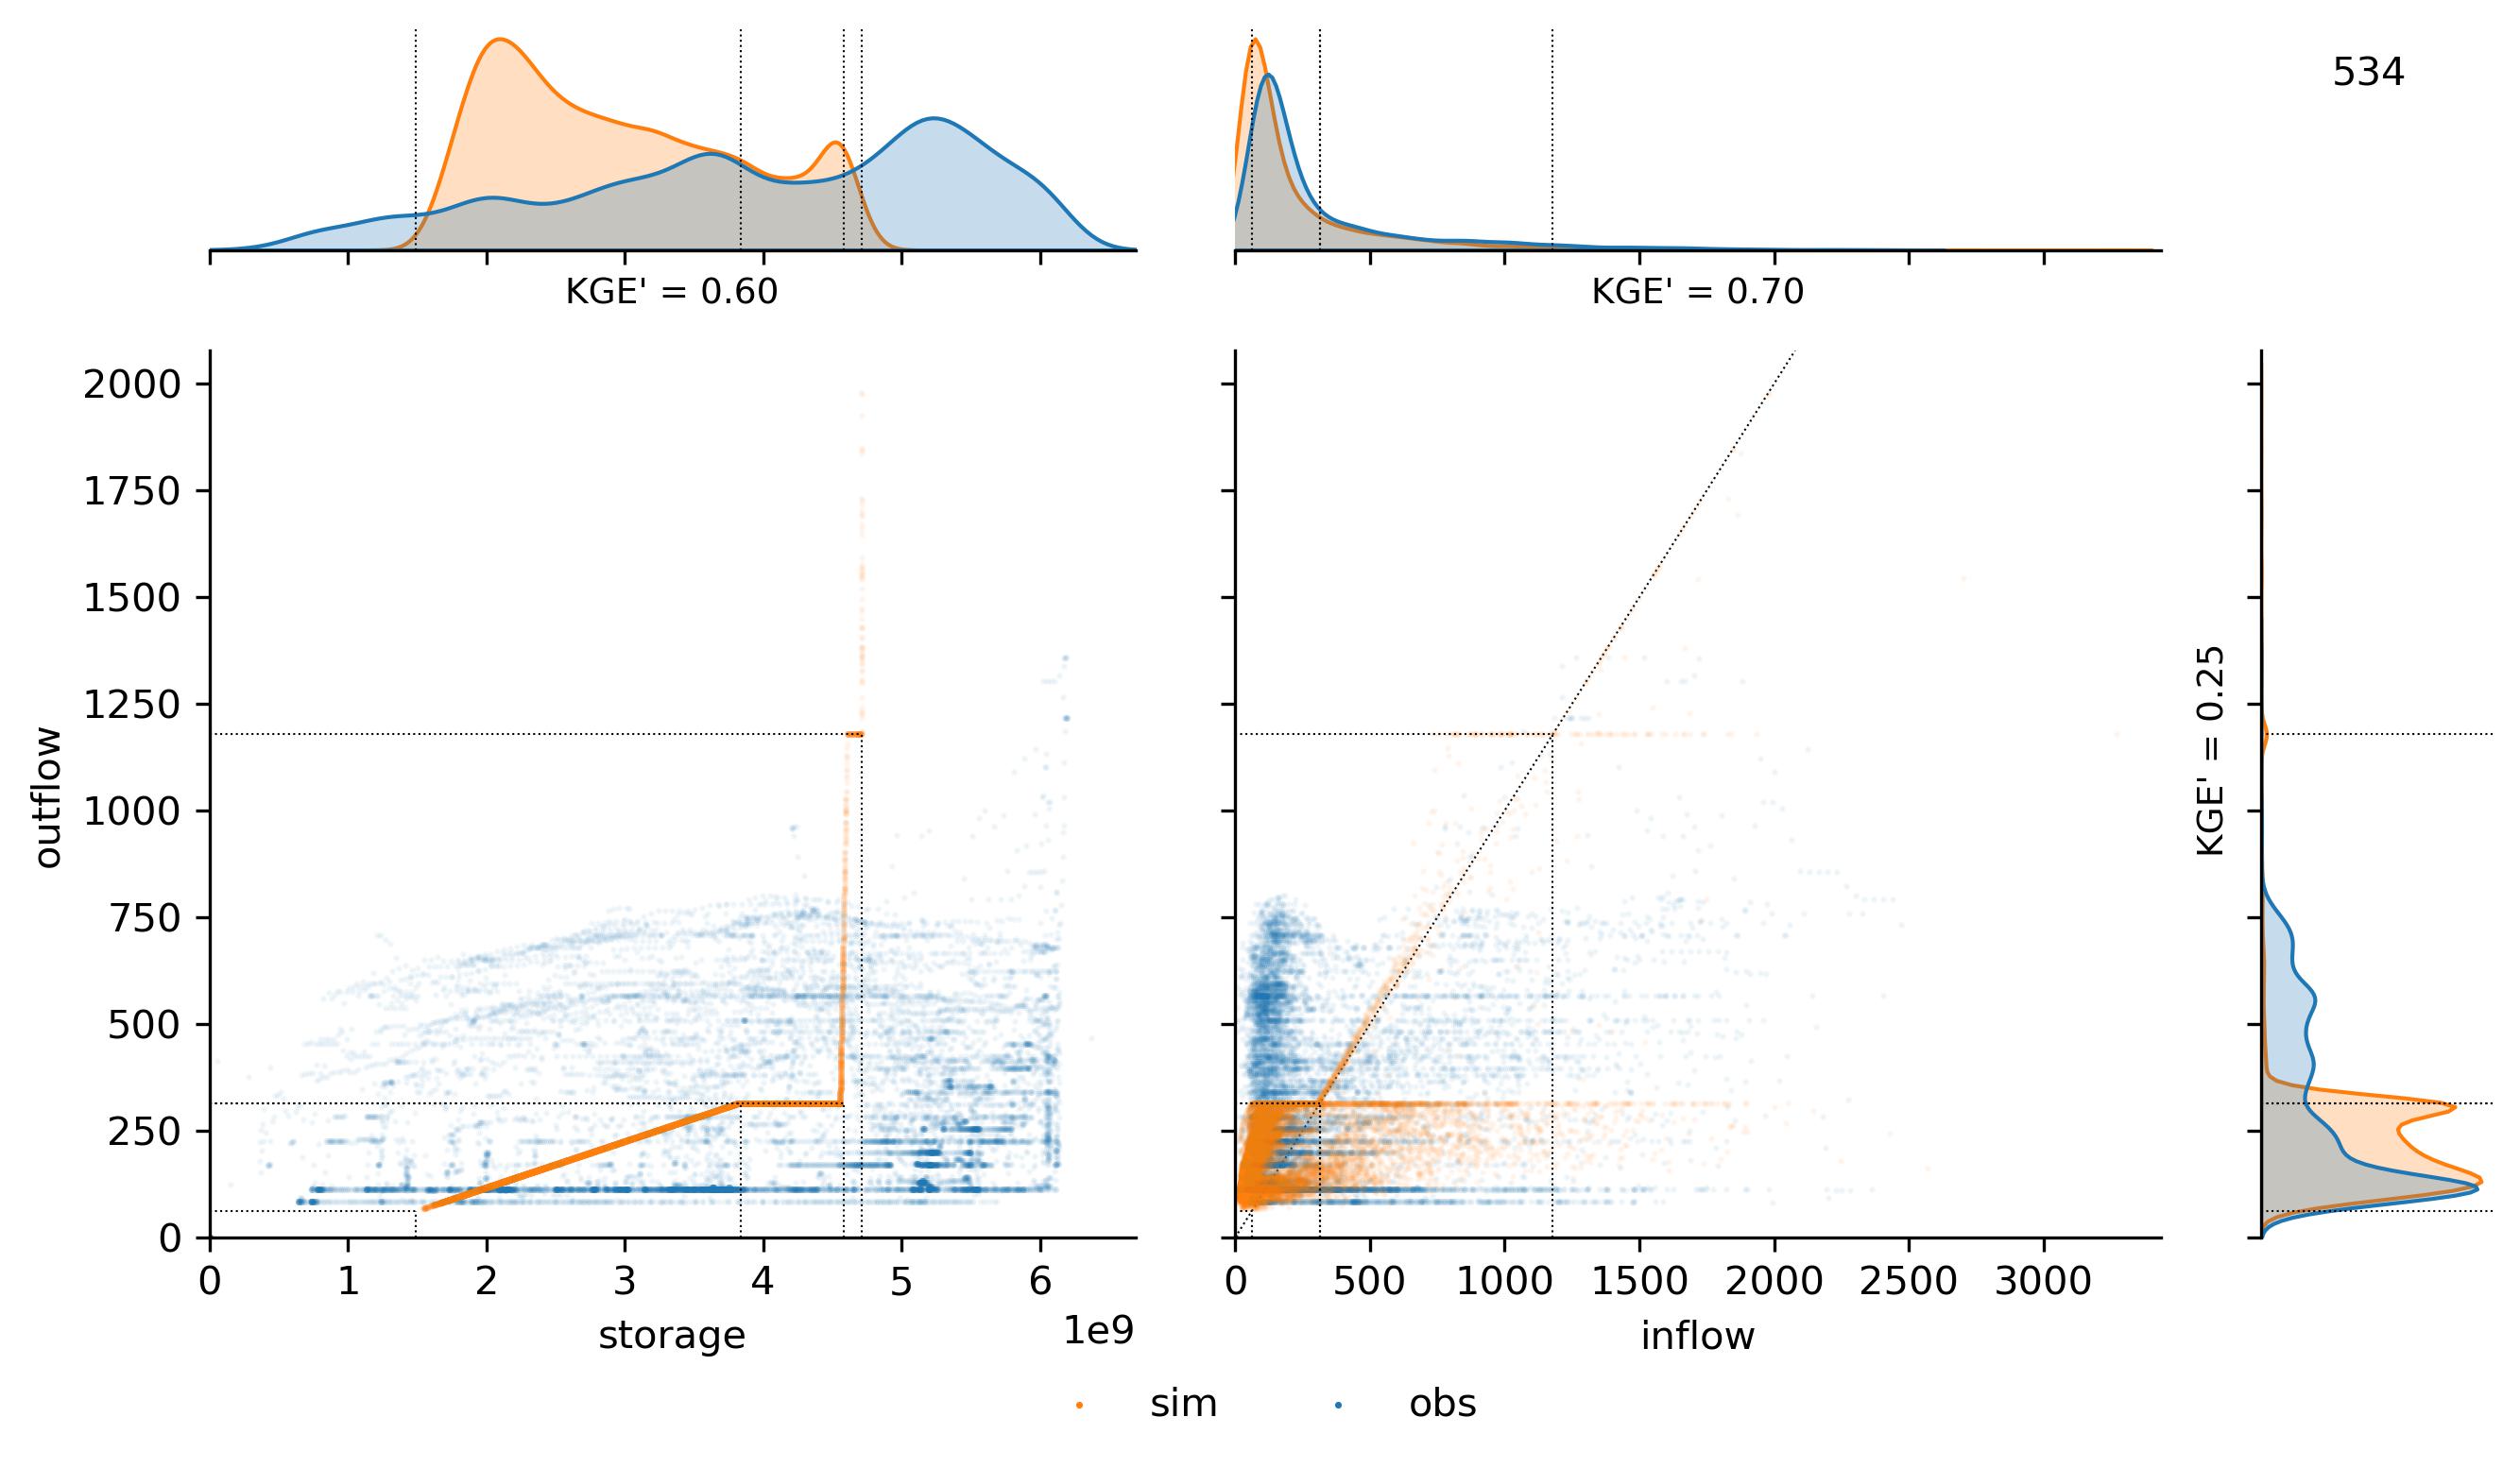 534
KGE' = 0.60
KGE' = 0.70
2000
1750
1500
1250
1000
750
500
250
0
outflow
KGE' = 0.25
0 1 2 3 4 5 6
1e9
storage
0 500 1000 1500 2000 2500 3000
inflow
sim obs